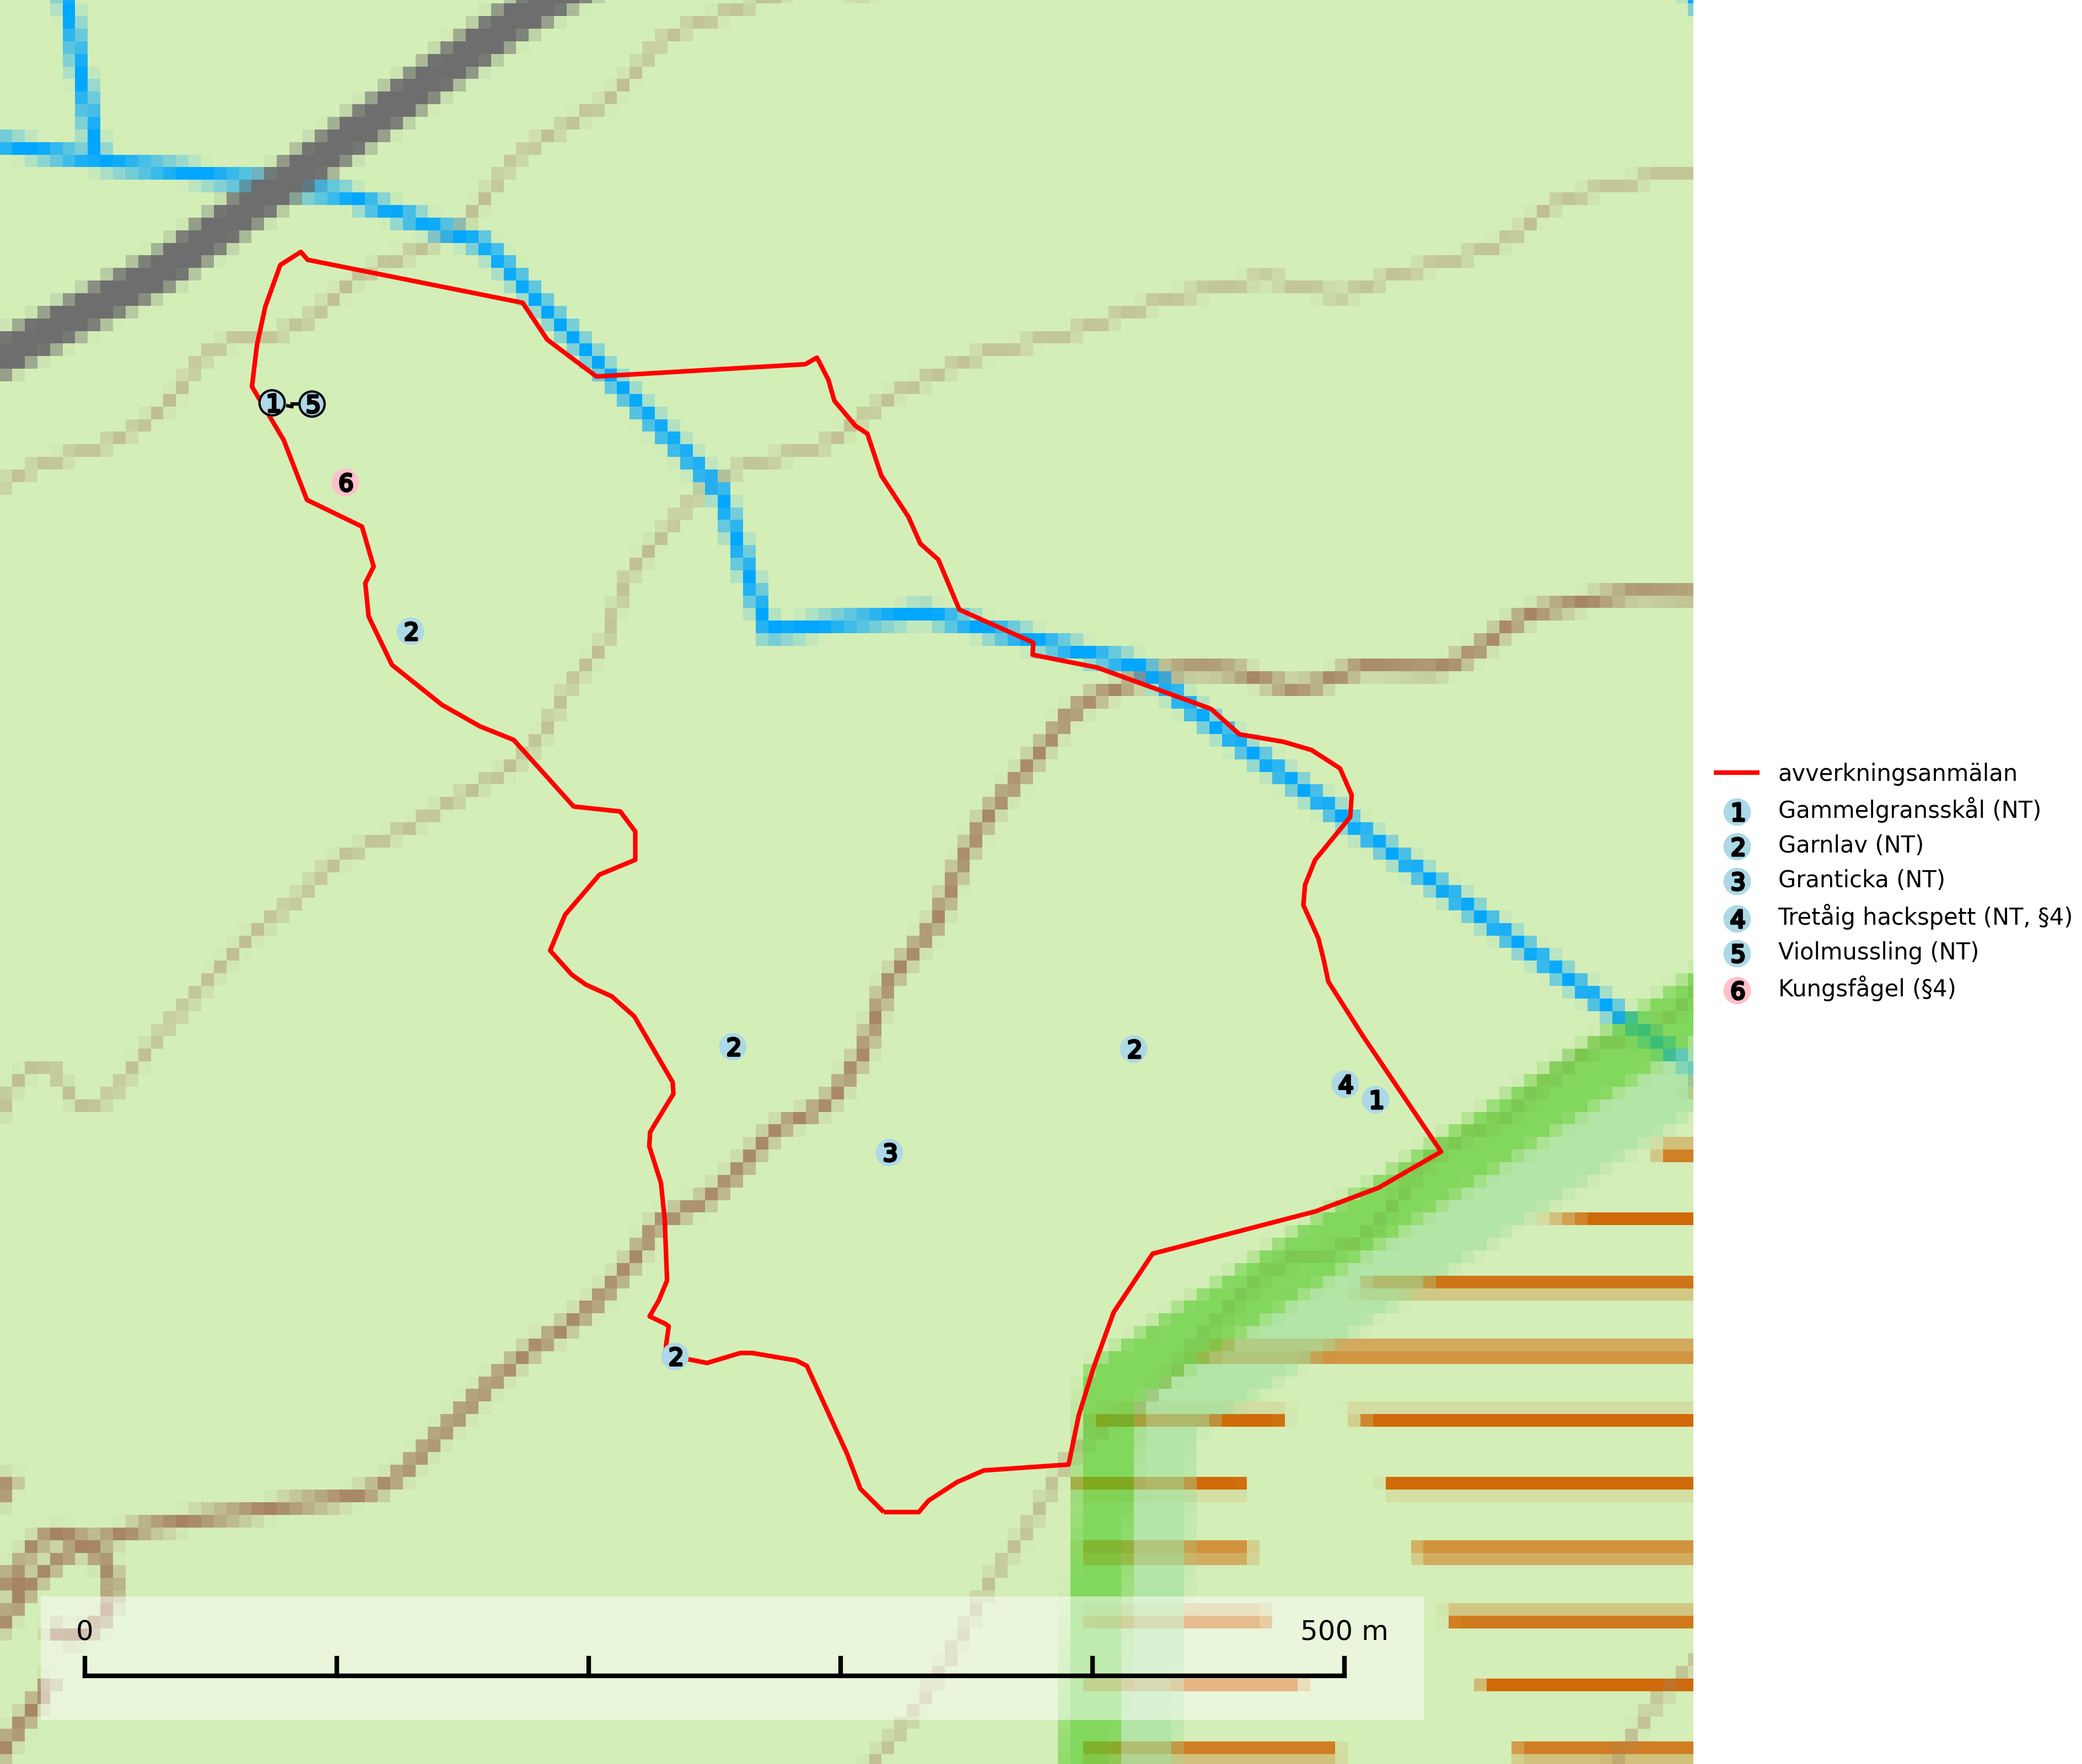 1 5
6
2
2 2
4 1
3
2
0 500 m
avverkningsanmälan
1 Gammelgransskål (NT)
2 Garnlav (NT)
3 Granticka (NT)
4 Tretåig hackspett (NT, §4)
5 Violmussling (NT)
6 Kungsfågel (§4)